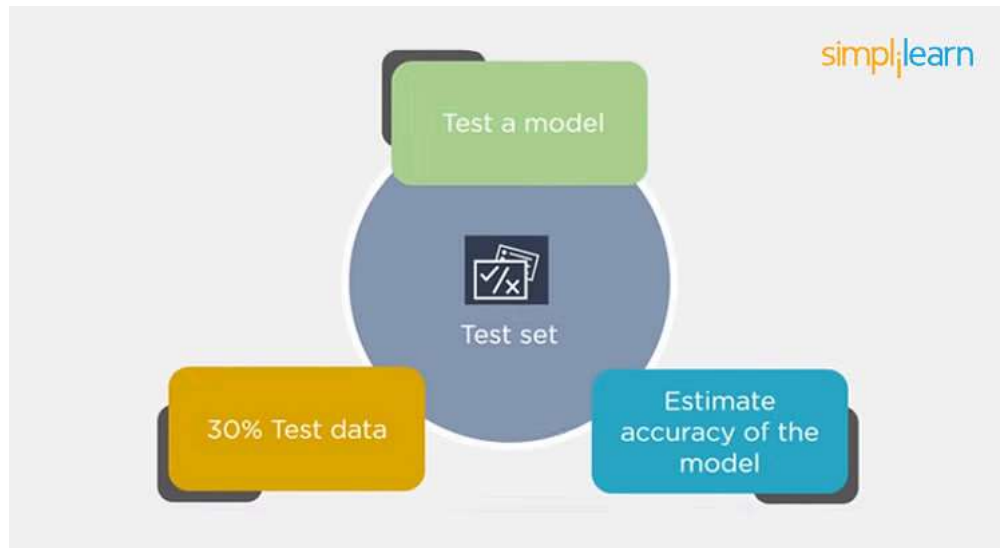 simplilearn
Test a model
Test set
30% Test data
Estimate
accuracy of the
model